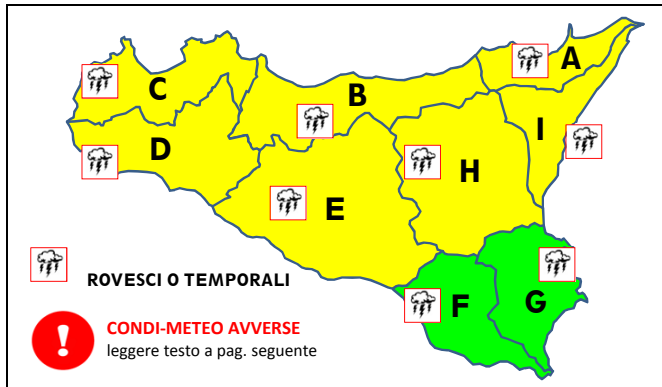 A
C
B
I
D
H
E
ROVESCI O TEMPORALI
F
G
CONDI-METEO AVVERSE
leggere testo a pag. seguente